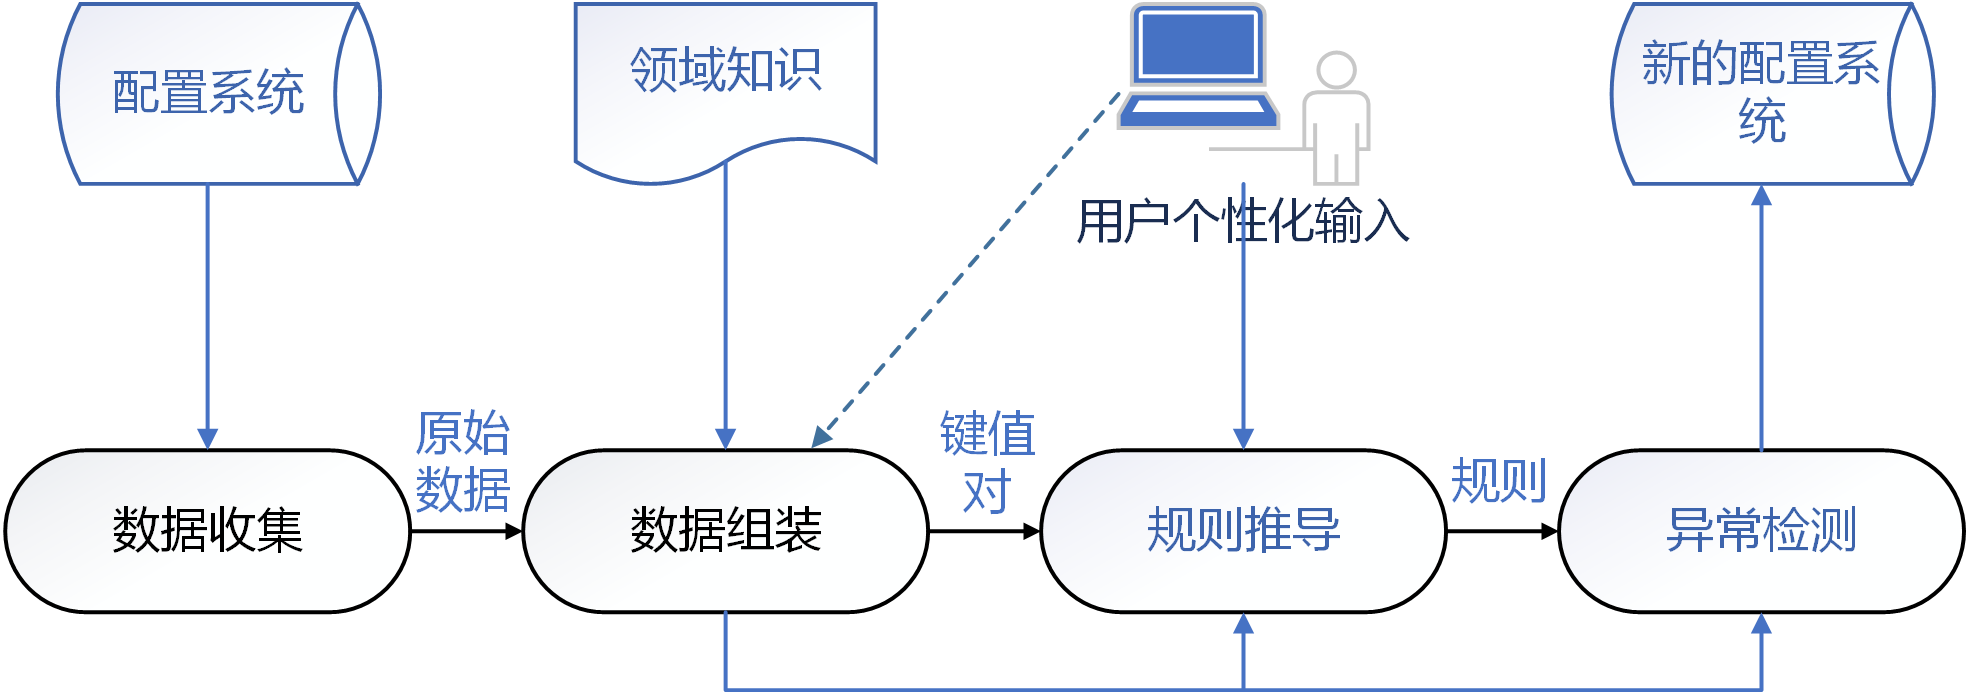 配置系统
领域知识
用户个性化输入
新的配置系
统
原始
数据
键值
对
规则
数据收集
数据组装
规则推导
异常检测